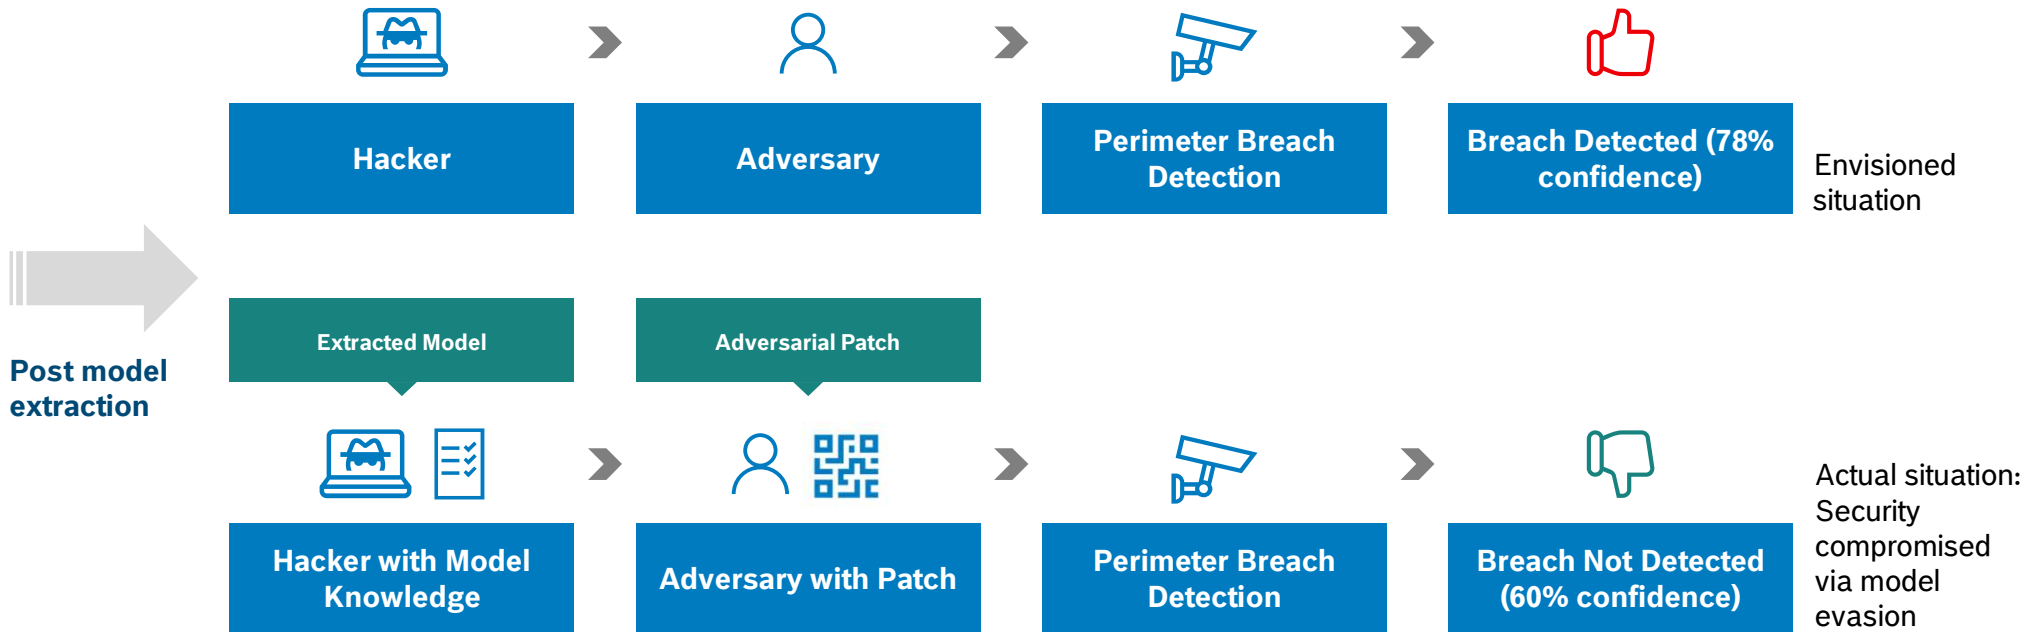 Hacker
Adversary
Perimeter Breach
Detection
Breach Detected (78%
confidence)
Envisioned
situation
Post model
extraction
Extracted Model
Adversarial Patch
Hacker with Model
Knowledge
Adversary with Patch
Perimeter Breach
Detection
Breach Not Detected
(60% confidence)
Actual situation:
Security
compromised
via model
evasion